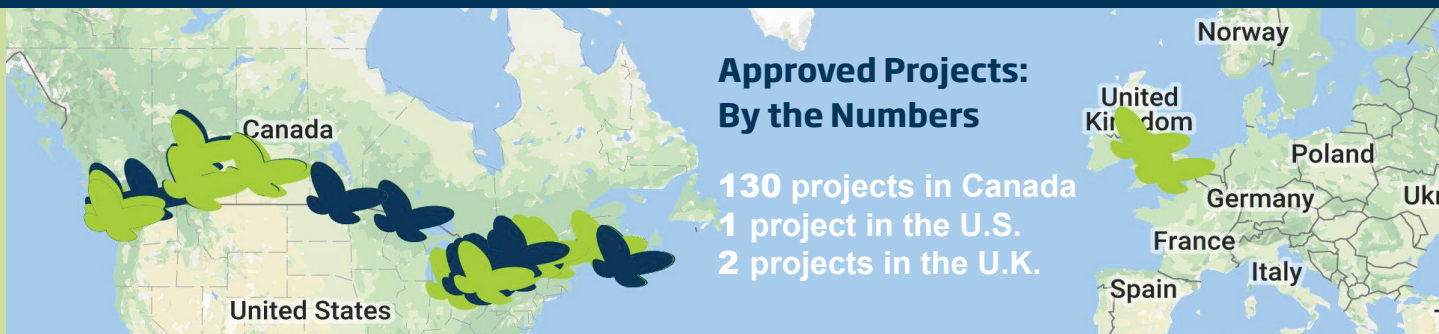 Canada
United States
Approved Projects:
By the Numbers
130 projects in Canada
1 project in the U.S.
2 projects in the U.K.
Norway
United
Poland
Germany
France
Italy
Spain